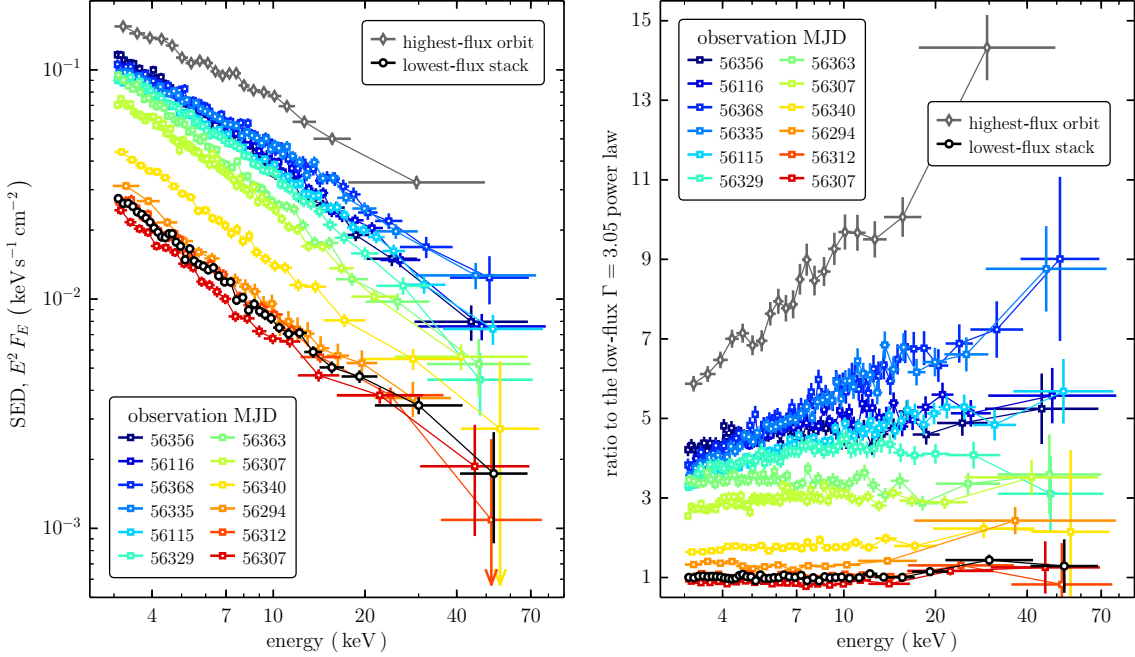 SED, E² F_E ( keV s⁻¹ cm⁻² )
10⁻¹
10⁻²
10⁻³
highest-flux orbit
lowest-flux stack
observation MJD
56356 56363
56116 56307
56368 56340
56335 56294
56115 56312
56329 56307
4 7 10 20 40 70
energy ( keV )
ratio to the low-flux Γ = 3.05 power law
15
13
11
9
7
5
3
1
observation MJD
56356 56363
56116 56307
56368 56340
56335 56294
56115 56312
56329 56307
highest-flux orbit
lowest-flux stack
4 7 10 20 40 70
energy ( keV )